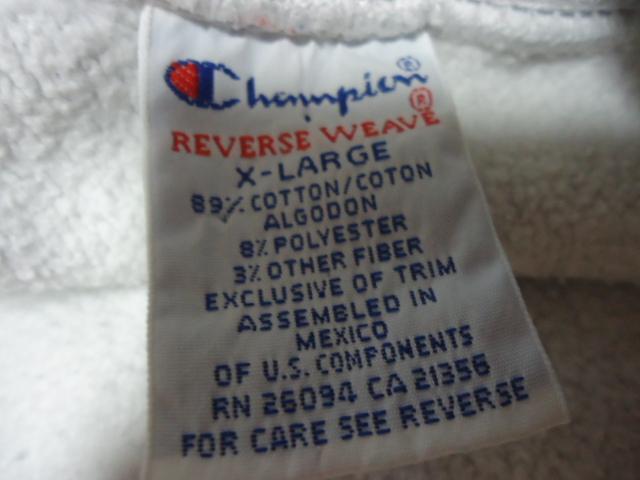 Champion®
REVERSE WEAVE®
X-LARGE
89% COTTON/COTON
ALGODON
8% POLYESTER
3% OTHER FIBER
EXCLUSIVE OF TRIM
ASSEMBLED IN
MEXICO
OF U.S. COMPONENTS
RN 26094 CA 21356
FOR CARE SEE REVERSE